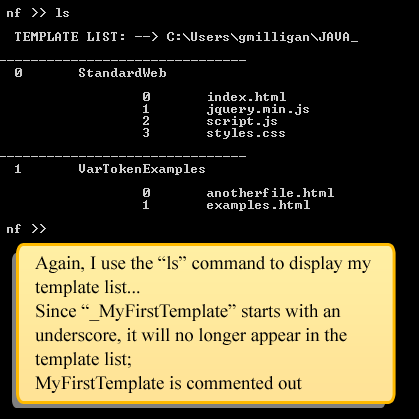 nf >> ls
TEMPLATE LIST: --> C:\Users\gmilligan\JAVA_
0 StandardWeb
0 index.html
1 jquery.min.js
2 script.js
3 styles.css
1 VarTokenExamples
0 anotherfile.html
1 examples.html
nf >>
Again, I use the “ls” command to display my
template list...
Since “_MyFirstTemplate” starts with an
underscore, it will no longer appear in the
template list;
MyFirstTemplate is commented out